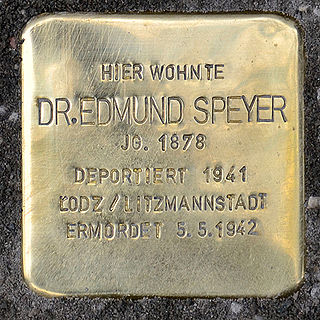 HIER WOHNTE
DR. EDMUND SPEYER
JG. 1878
DEPORTIERT 1941
ŁODZ / LITZMANNSTADT
ERMORDET 5.5.1942